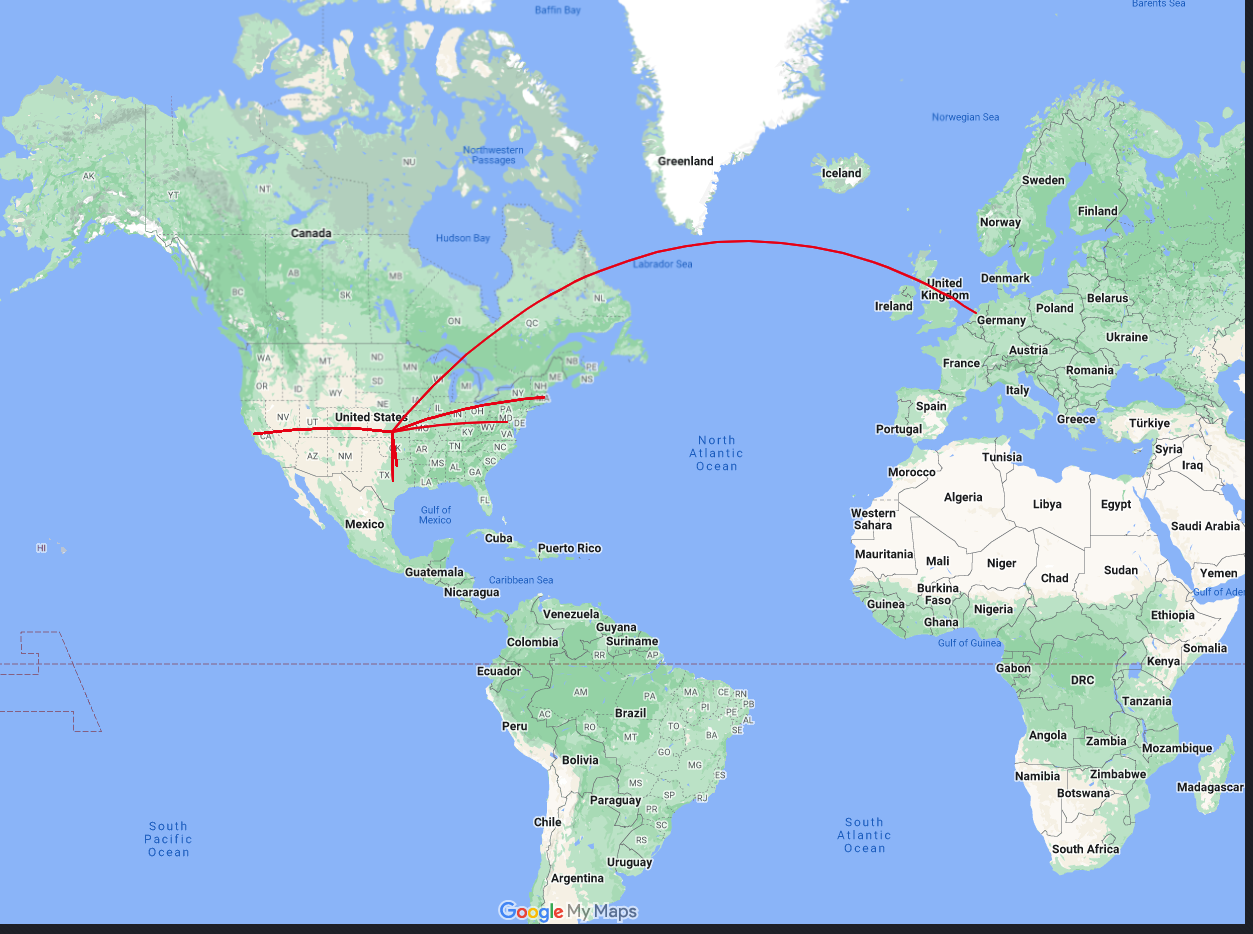 Baffin Bay
Barents Sea
Norwegian Sea
Northwestern
Passages
NU
Greenland
Iceland
AK
NT
YT
Sweden
Finland
Norway
Canada
Hudson Bay
Labrador Sea
AB
MB
BC
SK
NL
Denmark
United
Kingdom
Ireland
Belarus
Poland
ON
QC
Germany
Ukraine
WA
MT
ND
MN
NB
PE
NS
ME
Austria
France
Romania
OR
ID
SD
WY
MI
NH
NY
Italy
NE
IL
IN
OH
PA
MD
DE
Spain
Portugal
Greece
Türkiye
NV
UT
United States
CA
MO
KY
WV
VA
AZ
NM
AR
TN
NC
North
Atlantic
Ocean
Syria
Iraq
Tunisia
Morocco
TX
LA
MS
AL
GA
SC
FL
Algeria
Libya
Egypt
Gulf of
Mexico
Western
Sahara
Saudi Arabia
Mexico
Cuba
Puerto Rico
HI
Mauritania
Mali
Niger
Chad
Sudan
Yemen
Guatemala
Caribbean Sea
Nicaragua
Burkina
Faso
Gulf of Ade
Guinea
Nigeria
Ghana
Ethiopia
Venezuela
Guyana
Suriname
Colombia
Gulf of Guinea
Somalia
RR
AP
Ecuador
Gabon
Kenya
DRC
AM
PA
MA
CE
RN
PB
PI
PE
AL
SE
AC
RO
TO
BA
Brazil
Peru
MT
GO
Tanzania
Angola
Zambia
Mozambique
Bolivia
MG
ES
MS
Namibia
Zimbabwe
Botswana
Madagascar
Paraguay
SP
RJ
PR
SC
RS
Chile
South
Pacific
Ocean
South
Atlantic
Ocean
South Africa
Uruguay
Argentina
Google My Maps